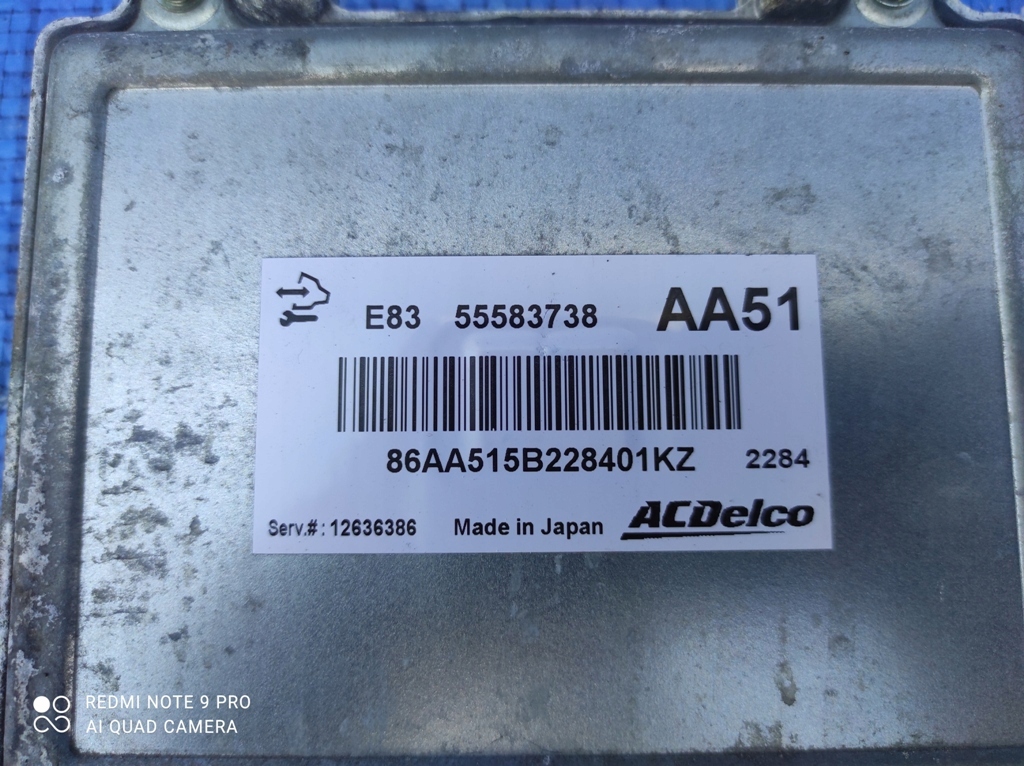 E83 55583738 AA51
86AA515B228401KZ 2284
Serv.#: 12636386 Made in Japan ACDelco
REDMI NOTE 9 PRO
AI QUAD CAMERA